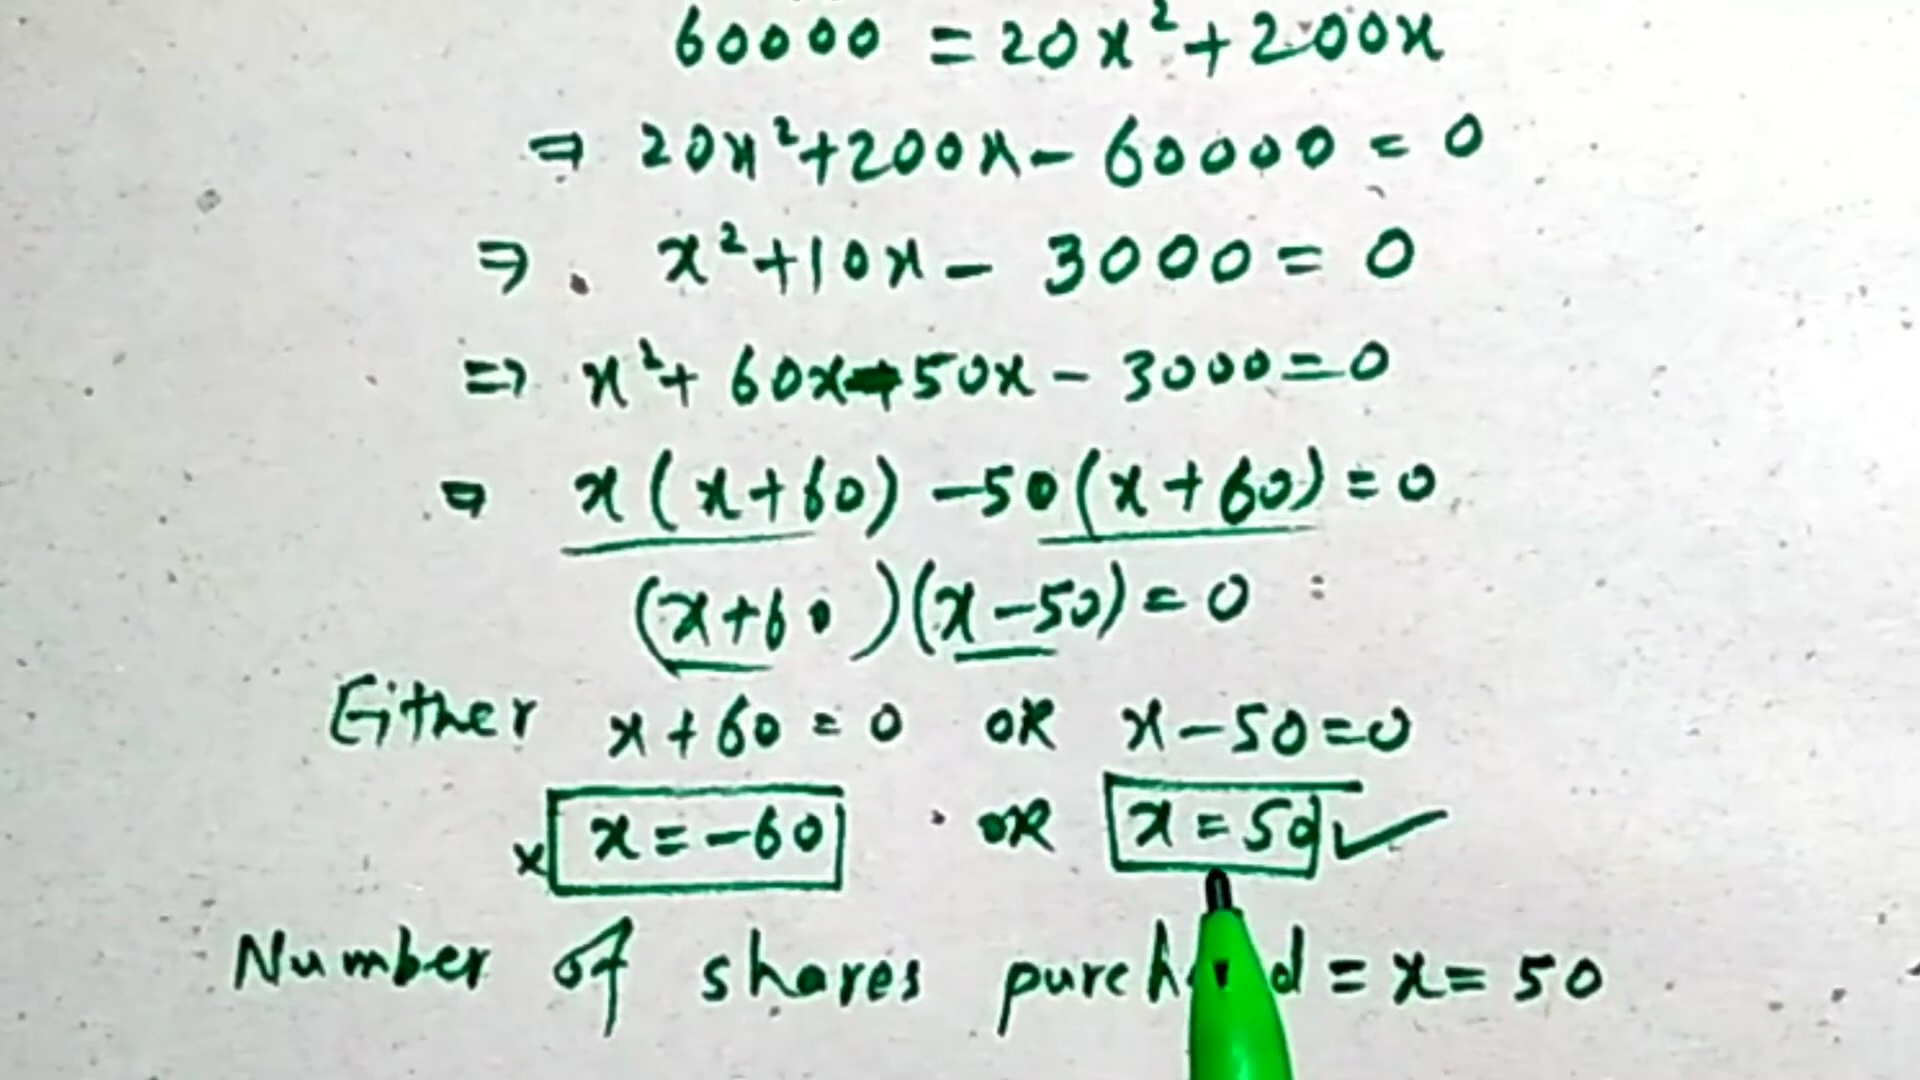 60000 = 20x²+200x
⇒ 20x²+200x - 60000 = 0
⇒ x²+10x - 3000 = 0
⇒ x²+ 60x - 50x - 3000 = 0
⇒ x(x+60) -50(x+60) = 0
(x+60)(x-50) = 0
Either x+60 = 0 OR x-50=0
x x = -60 OR x = 50 ✓
Number of shares = x = 50